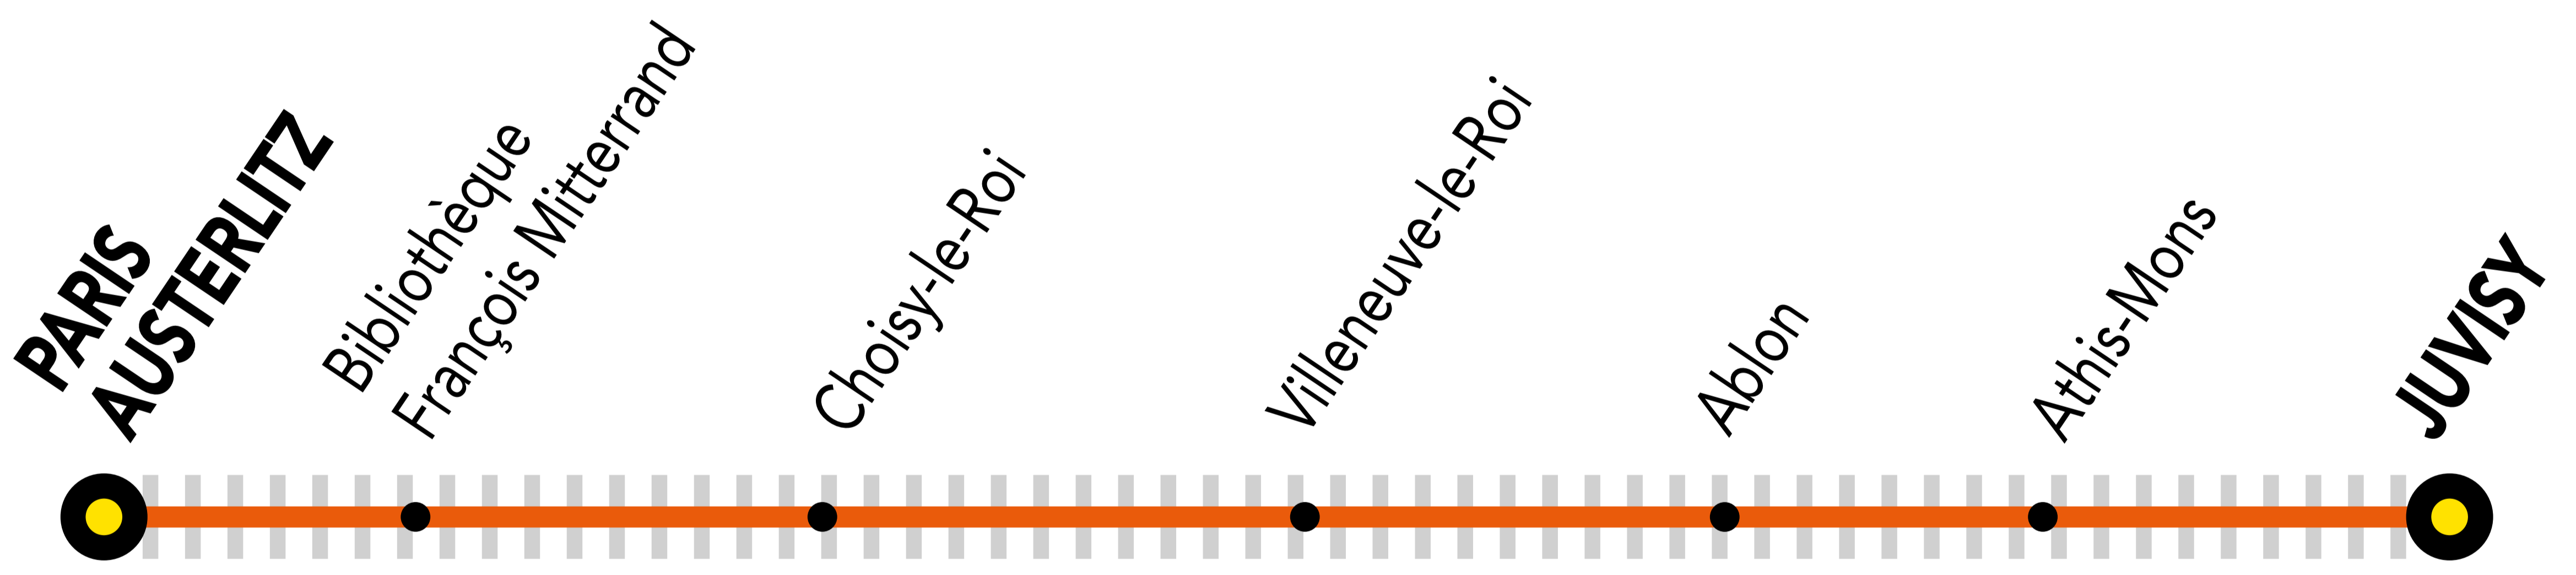 PARIS
AUSTERLITZ
Bibliothèque
François Mitterrand
Choisy-le-Roi
Villeneuve-le-Roi
Ablon
Athis-Mons
JUVISY